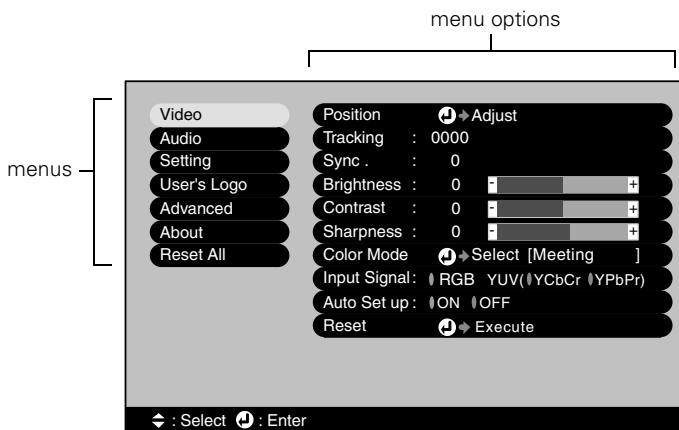 menu options
menus
Video
Audio
Setting
User's Logo
Advanced
About
Reset All
Position Adjust
Tracking : 0000
Sync . : 0
Brightness : 0 - +
Contrast : 0 - +
Sharpness : 0 - +
Color Mode Select [Meeting ]
Input Signal : RGB YUV( YCbCr YPbPr)
Auto Set up : ON OFF
Reset Execute
: Select : Enter